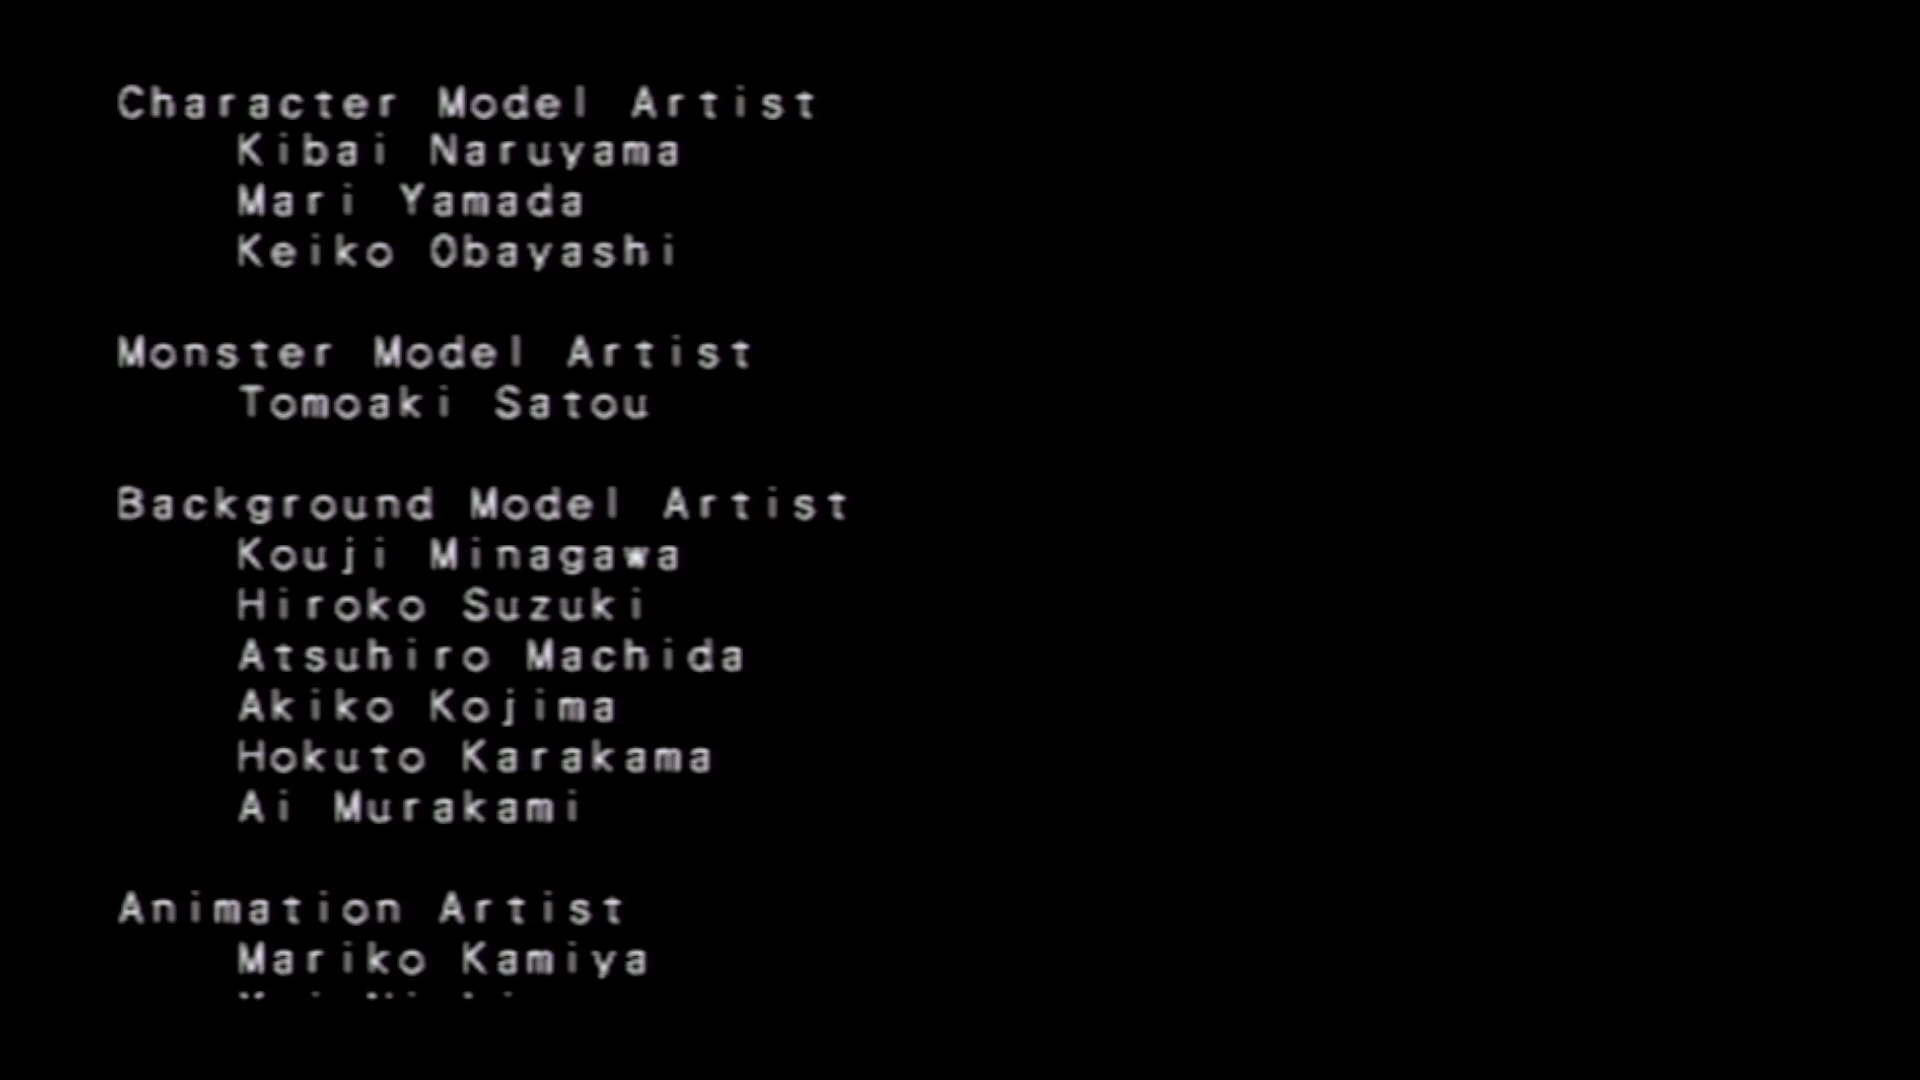 Character Model Artist
Kibai Naruyama
Mari Yamada
Keiko Obayashi
Monster Model Artist
Tomoaki Satou
Background Model Artist
Kouji Minagawa
Hiroko Suzuki
Atsuhiro Machida
Akiko Kojima
Hokuto Karakama
Ai Murakami
Animation Artist
Mariko Kamiya